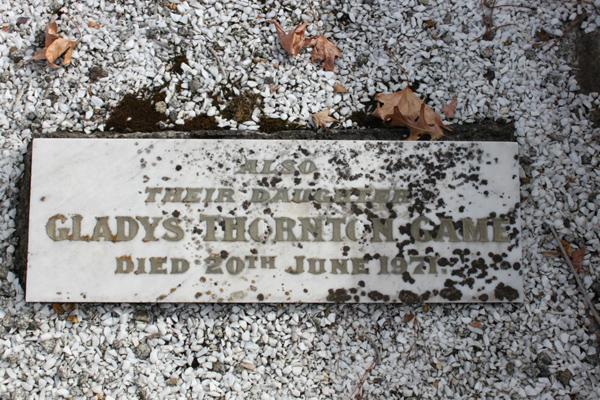 ALSO
THEIR DAUGHTER
GLADYS THORNTON GAME
DIED 20TH JUNE 1971.